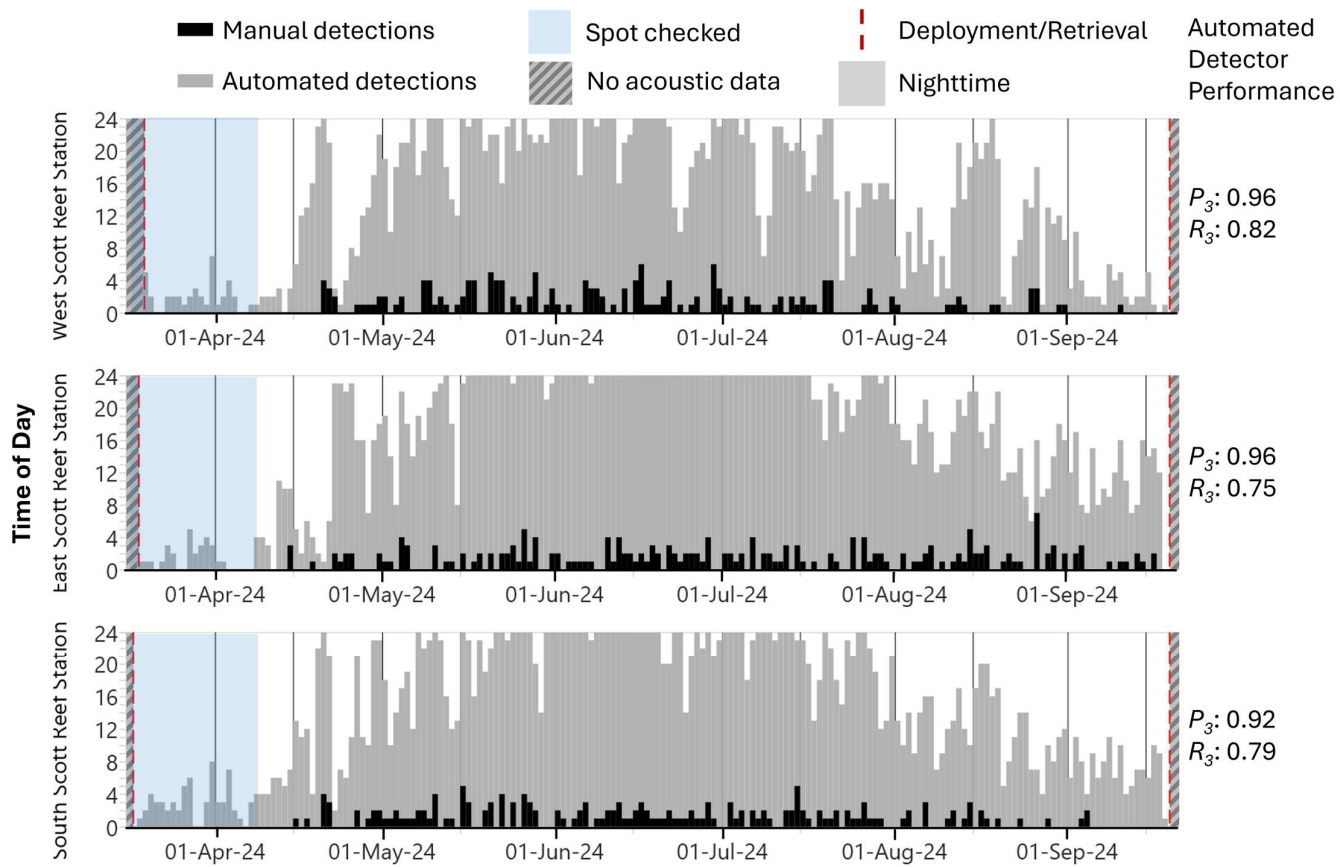 Manual detections
Spot checked
Deployment/Retrieval
Automated detections
No acoustic data
Nighttime
Automated
Detector
Performance
Time of Day
West Scott Reef Station
24
20
16
12
8
4
0
01-Apr-24 01-May-24 01-Jun-24 01-Jul-24 01-Aug-24 01-Sep-24
P3: 0.96
R3: 0.82
East Scott Reef Station
24
20
16
12
8
4
0
01-Apr-24 01-May-24 01-Jun-24 01-Jul-24 01-Aug-24 01-Sep-24
P3: 0.96
R3: 0.75
South Scott Reef Station
24
20
16
12
8
4
0
01-Apr-24 01-May-24 01-Jun-24 01-Jul-24 01-Aug-24 01-Sep-24
P3: 0.92
R3: 0.79